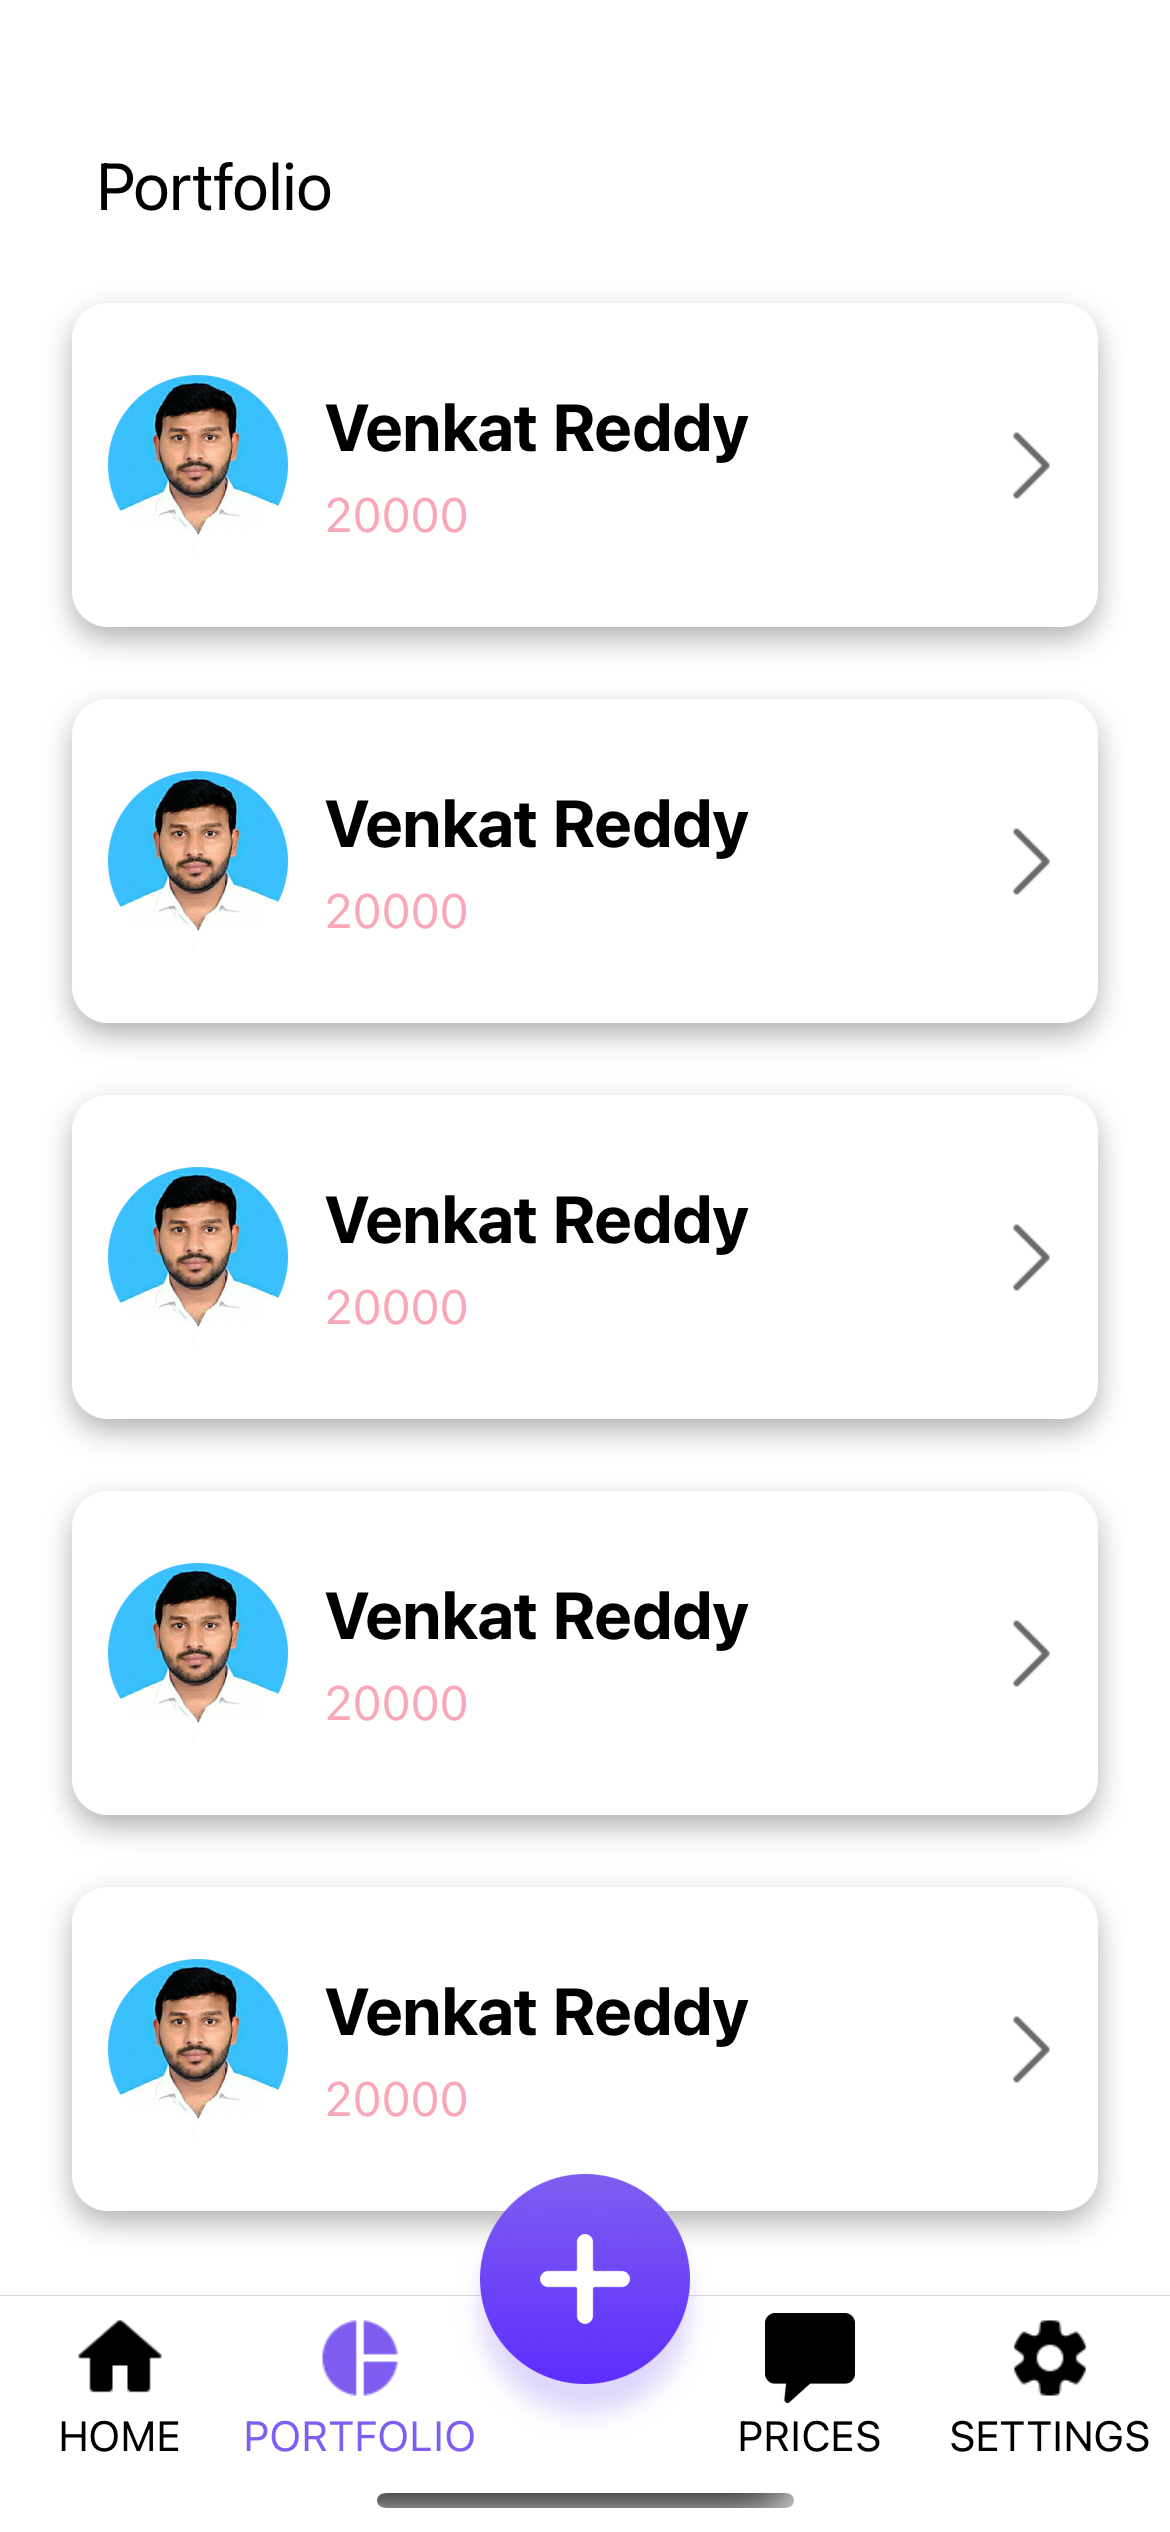 Portfolio
Venkat Reddy
20000
Venkat Reddy
20000
Venkat Reddy
20000
Venkat Reddy
20000
Venkat Reddy
20000
HOME
PORTFOLIO
PRICES
SETTINGS